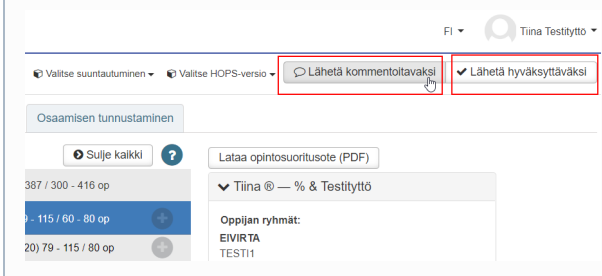 FI Tiina Testityttö
Valitse suuntautuminen Valitse HOPS-versio Lähetä kommentoitavaksi Lähetä hyväksyttäväksi
Osaamisen tunnustaminen
Sulje kaikki ? Lataa opintosuoritusote (PDF)
387 / 300 - 416 op Tiina ® — % & Testityttö
- 115 / 60 - 80 op
Oppijan ryhmät:
EIVIRTA
20) 79 - 115 / 80 op
TESTI1